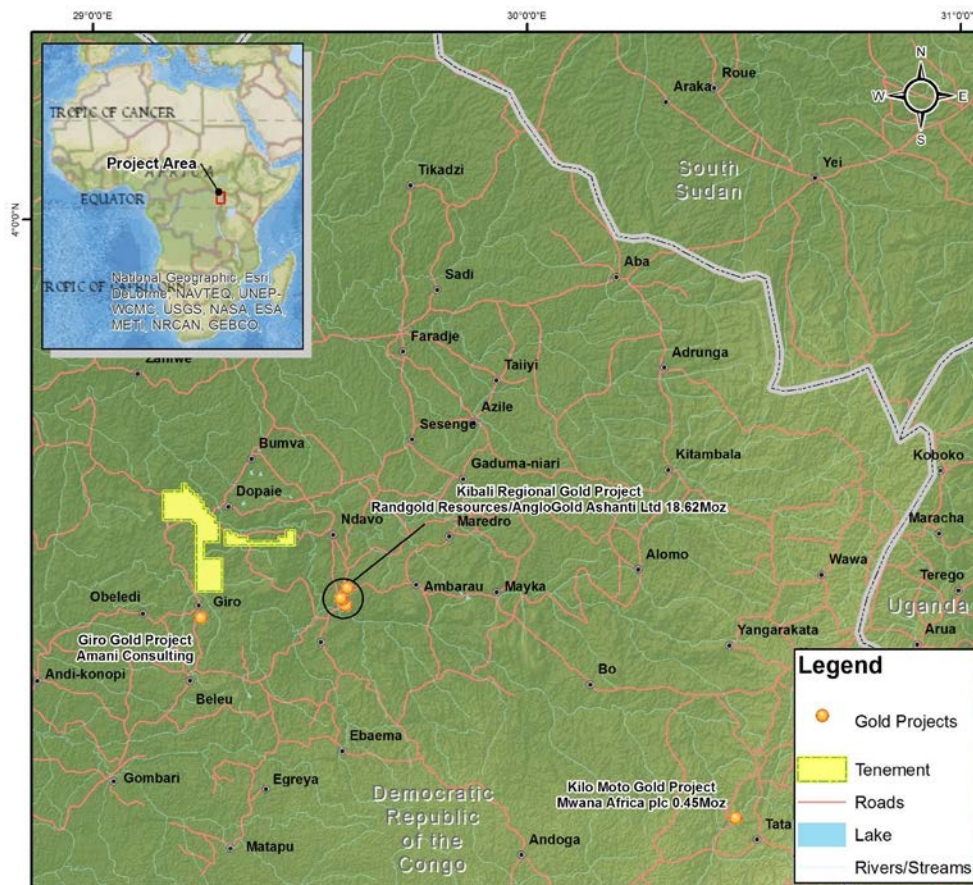 29°0'0"E
30°0'0"E
31°0'0"E
4°0'0"N
TROPIC OF CANCER
Project Area
AFRICA
EQUATOR
TROPIC OF CAPRICORN
National Geographic, Esri,
DeLorme, NAVTEQ, UNEP-
WCMC, USGS, NASA, ESA,
METI, NRCAN, GEBCO,
N
W
E
S
Roue
Araka
South
Sudan
Yei
Tikadzi
Sadi
Aba
Faradje
Taiiyi
Adrunga
Azile
Sesenge
Bumva
Kitambala
Koboko
Gaduma-niari
Dopaie
Kibali Regional Gold Project
Randgold Resources/AngloGold Ashanti Ltd 18.62Moz
Ndavo
Maredro
Maracha
Alomo
Wawa
Ambarau
Mayka
Terego
Obeledi
Giro
Uganda
Giro Gold Project
Amani Consulting
Yangarakata
Arua
Andi-konopi
Beleu
Bo
Ebaema
Gombari
Egreya
Democratic
Republic
of the
Congo
Kilo Moto Gold Project
Mwana Africa plc 0.45Moz
Tata
Matapu
Andoga
Legend
Gold Projects
Tenement
Roads
Lake
Rivers/Streams